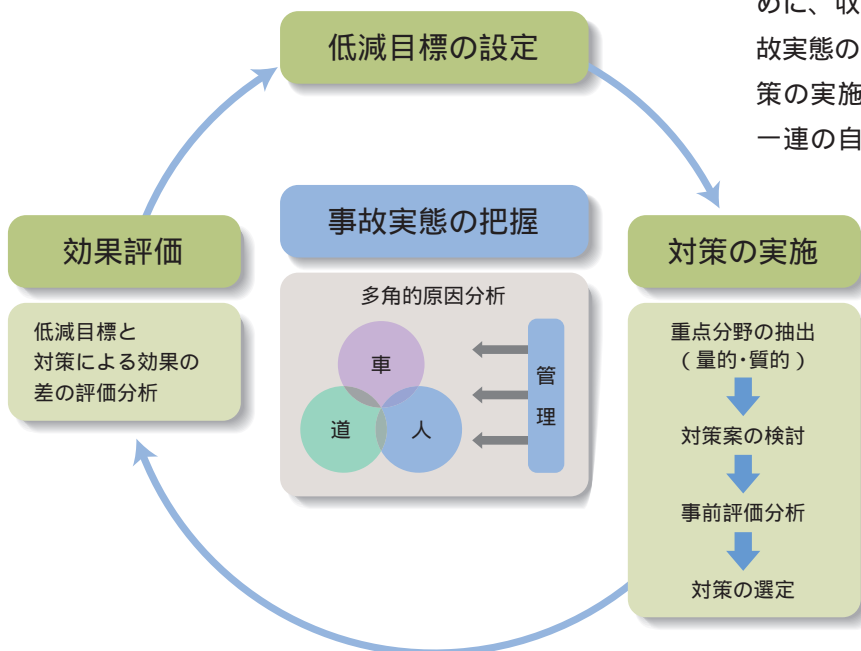 めに、収
故実態の
策の実施
一連の自
低減目標の設定
事故実態の把握
多角的原因分析
車
道
人
管
理
効果評価
低減目標と
対策による効果の
差の評価分析
対策の実施
重点分野の抽出
(量的・質的)
対策案の検討
事前評価分析
対策の選定